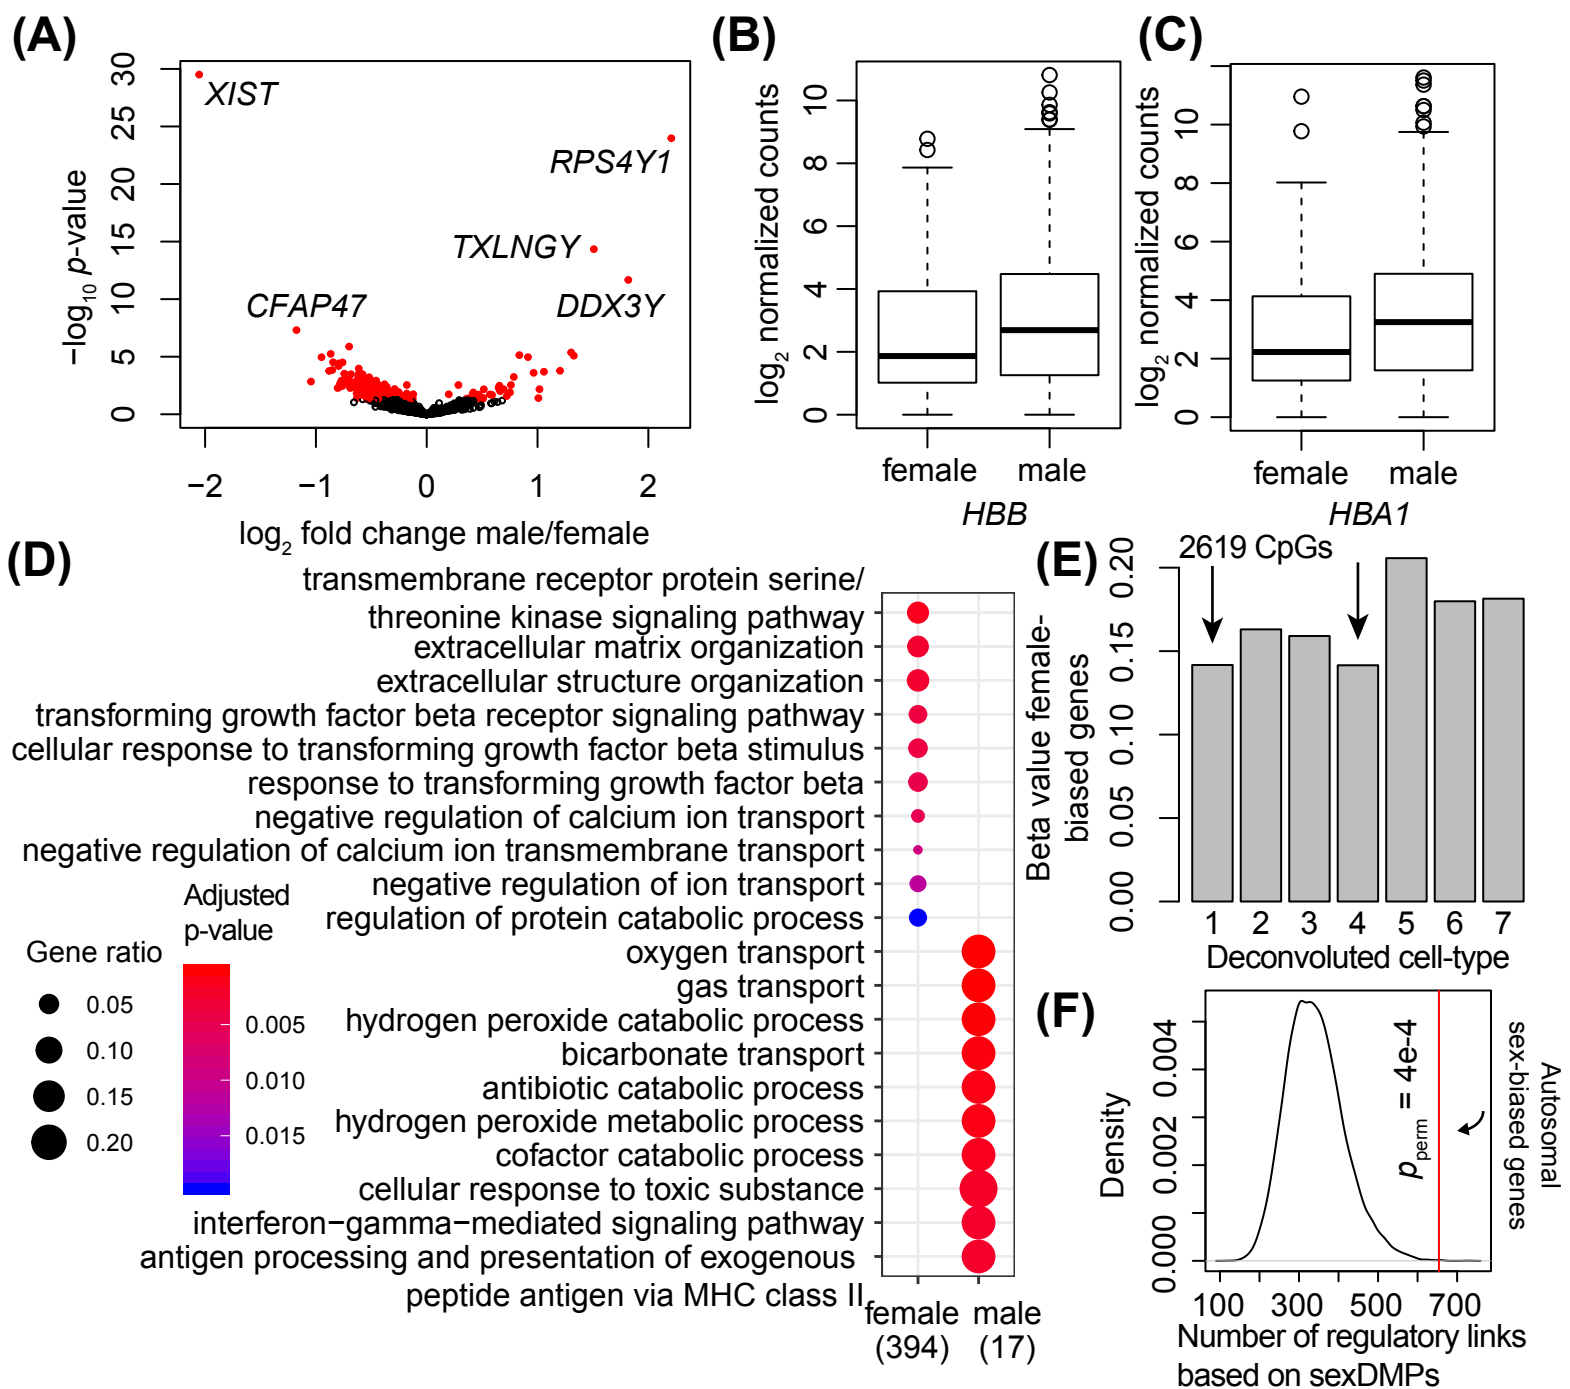 (A)
30
25
20
15
10
5
0
−log10 p-value
XIST
RPS4Y1
TXLNGY
DDX3Y
CFAP47
−2 −1 0 1 2
log2 fold change male/female
(B)
10
8
6
4
2
0
log2 normalized counts
female male
HBB
(C)
10
8
6
4
2
0
log2 normalized counts
female male
HBA1
(D)
transmembrane receptor protein serine/
threonine kinase signaling pathway
extracellular matrix organization
extracellular structure organization
transforming growth factor beta receptor signaling pathway
cellular response to transforming growth factor beta stimulus
response to transforming growth factor beta
negative regulation of calcium ion transport
negative regulation of calcium ion transmembrane transport
negative regulation of ion transport
regulation of protein catabolic process
oxygen transport
gas transport
hydrogen peroxide catabolic process
bicarbonate transport
antibiotic catabolic process
hydrogen peroxide metabolic process
cofactor catabolic process
cellular response to toxic substance
interferon−gamma−mediated signaling pathway
antigen processing and presentation of exogenous
peptide antigen via MHC class II
female male
(394) (17)
Gene ratio
0.05
0.10
0.15
0.20
Adjusted
p-value
0.005
0.010
0.015
(E)
2619 CpGs
Beta value female-
biased genes
0.20
0.15
0.10
0.05
0.00
1 2 3 4 5 6 7
Deconvoluted cell-type
(F)
Density
0.004
0.002
0.000
pperm = 4e-4
Autosomal
sex-biased genes
100 300 500 700
Number of regulatory links
based on sexDMPs